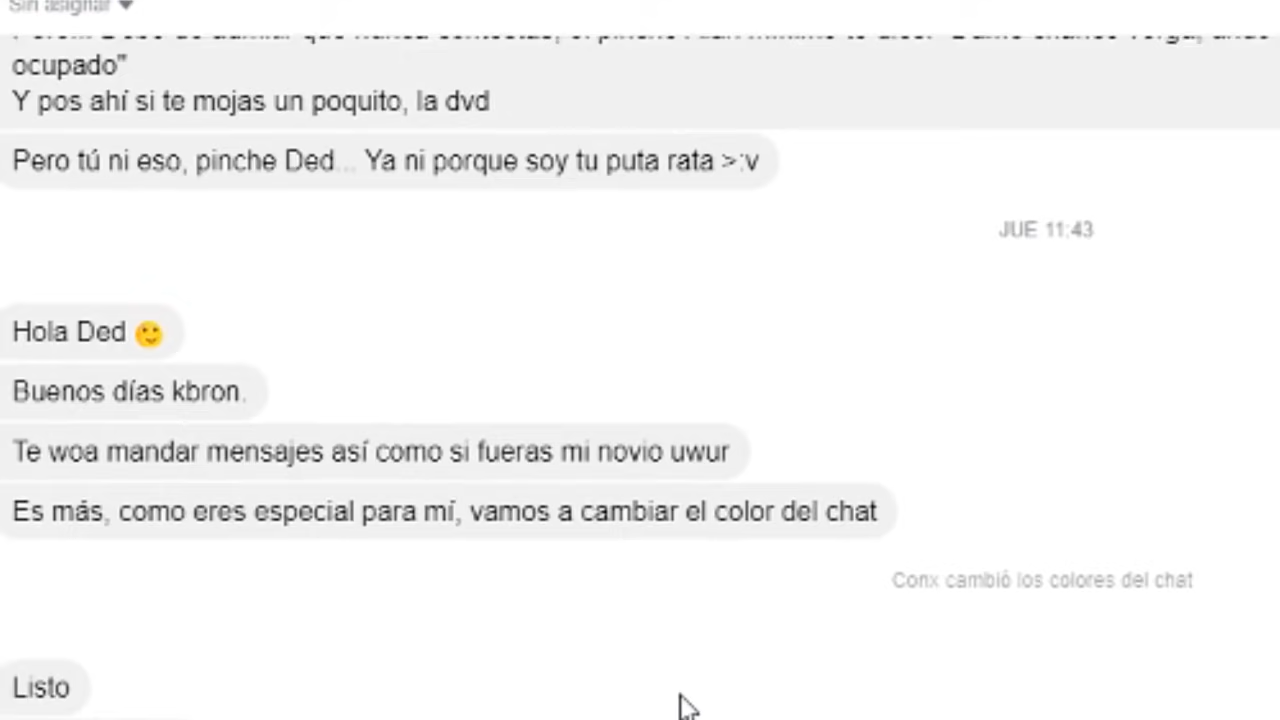 Sin asignar
ocupado"
Y pos ahí si te mojas un poquito, la dvd
Pero tú ni eso, pinche Ded... Ya ni porque soy tu puta rata >:v
JUE 11:43
Hola Ded 🙂
Buenos días kbron.
Te woa mandar mensajes así como si fueras mi novio uwur
Es más, como eres especial para mí, vamos a cambiar el color del chat
Conx cambió los colores del chat
Listo